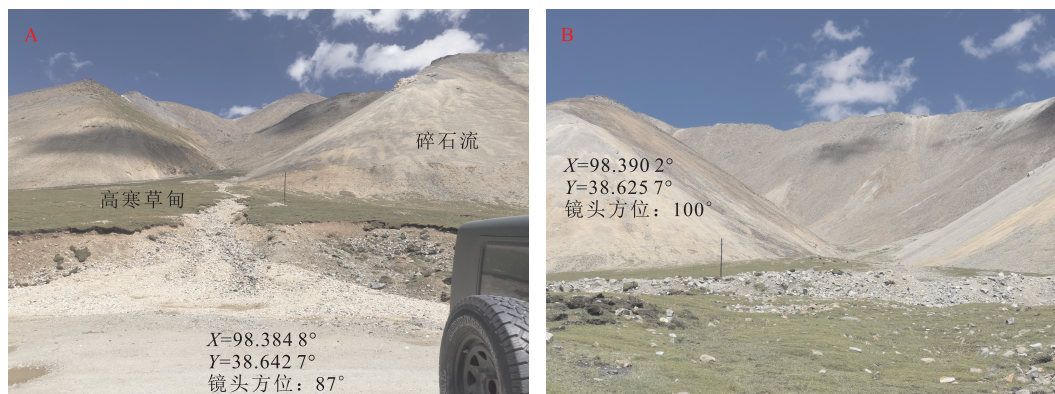 A
碎石流
高寒草甸
X=98.384 8°
Y=38.642 7°
镜头方位：87°
B
X=98.390 2°
Y=38.625 7°
镜头方位：100°